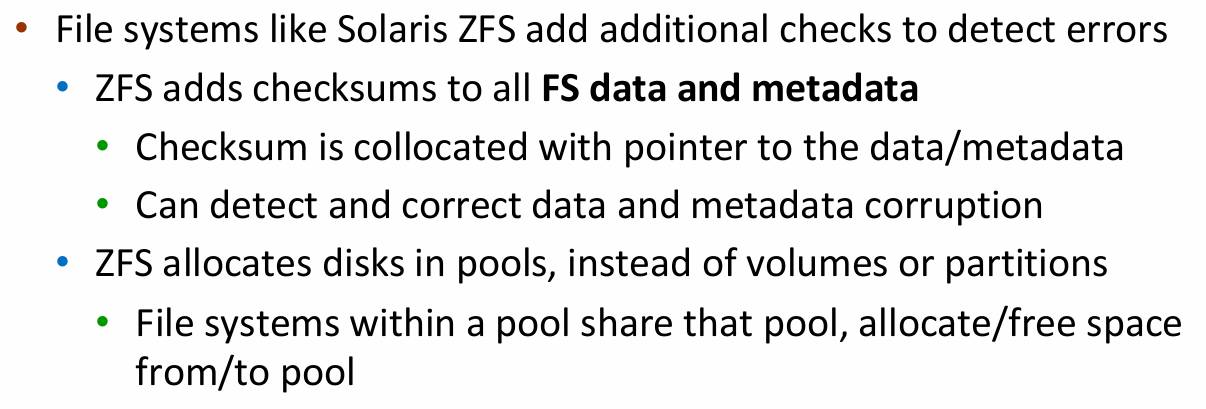 • File systems like Solaris ZFS add additional checks to detect errors
• ZFS adds checksums to all FS data and metadata
• Checksum is collocated with pointer to the data/metadata
• Can detect and correct data and metadata corruption
• ZFS allocates disks in pools, instead of volumes or partitions
• File systems within a pool share that pool, allocate/free space
from/to pool